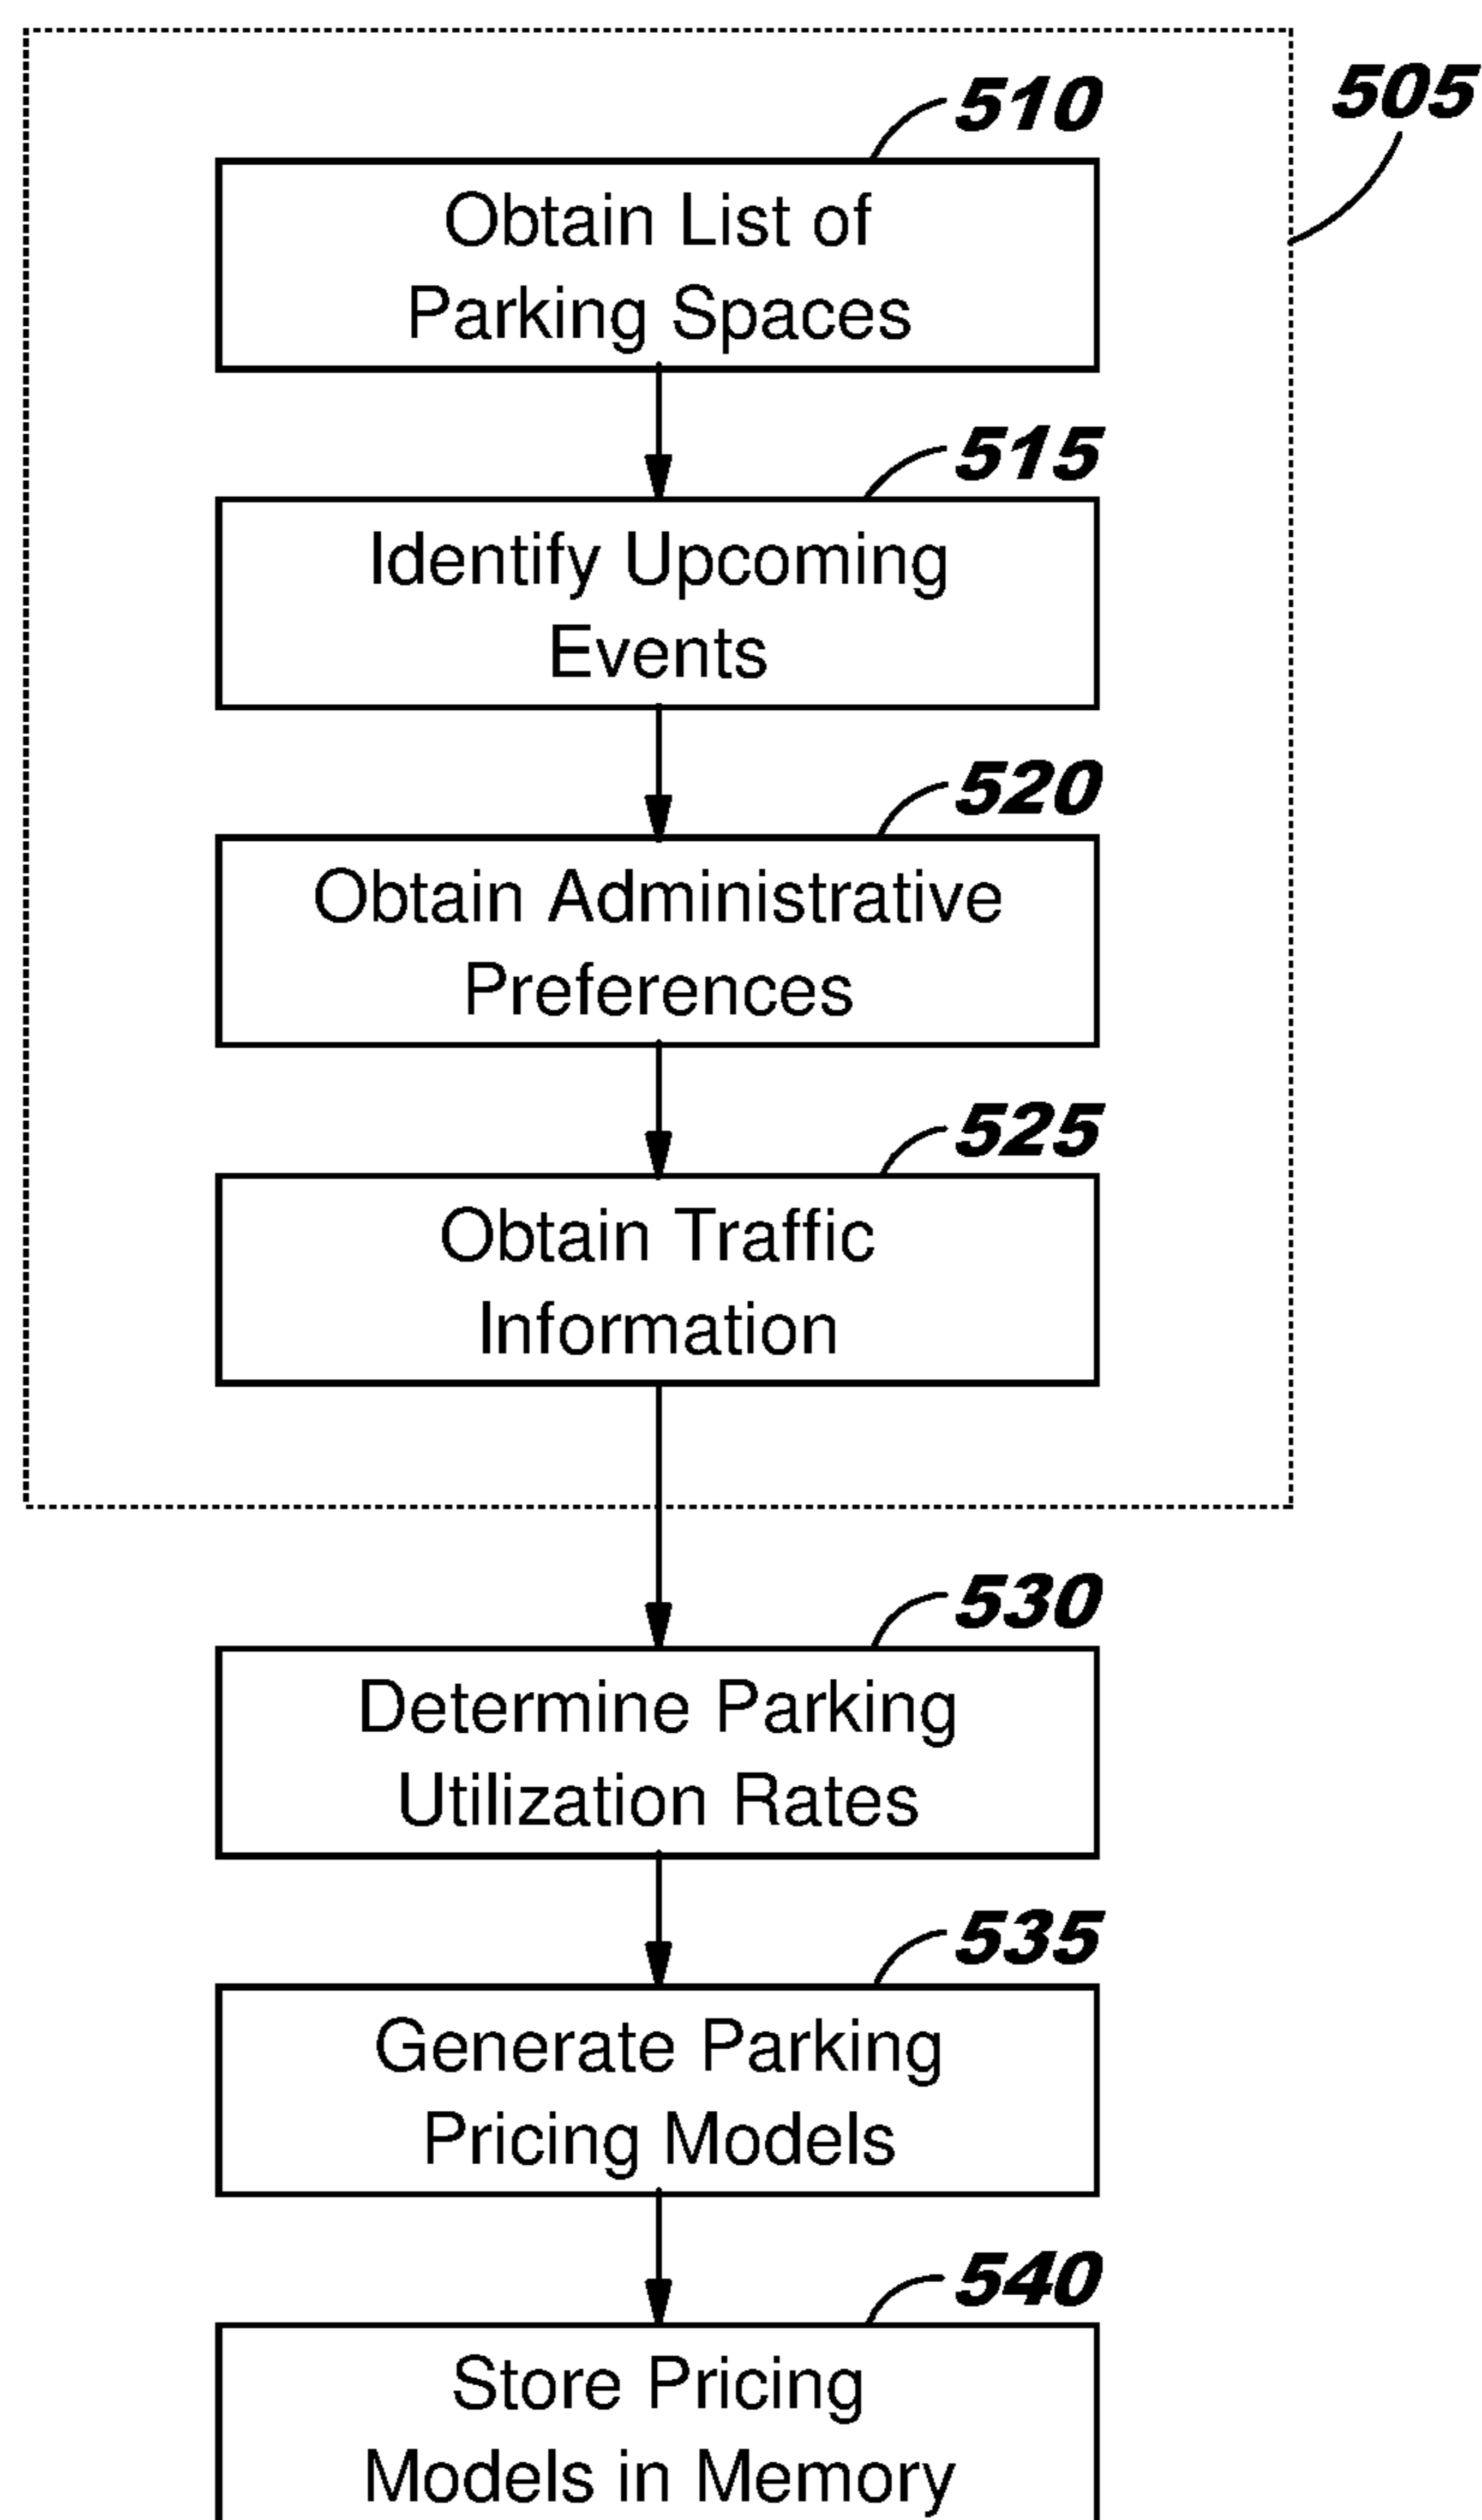 505
510
Obtain List of
Parking Spaces
515
Identify Upcoming
Events
520
Obtain Administrative
Preferences
525
Obtain Traffic
Information
530
Determine Parking
Utilization Rates
535
Generate Parking
Pricing Models
540
Store Pricing
Models in Memory